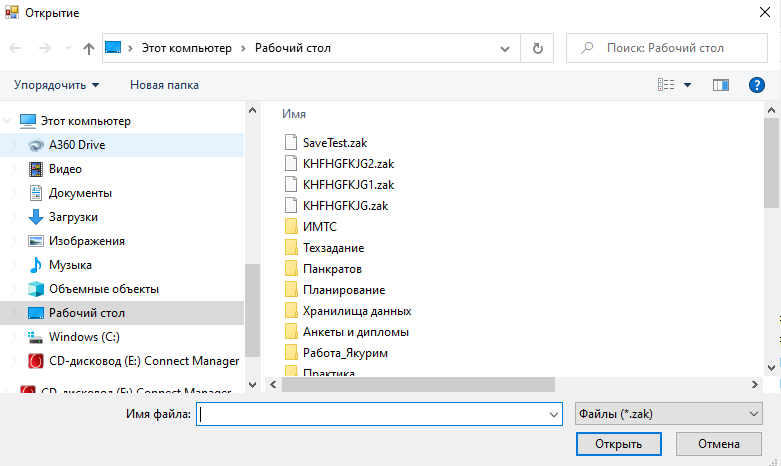 Открытие
Этот компьютер
Рабочий стол
Поиск: Рабочий стол
Упорядочить
Новая папка
Этот компьютер
A360 Drive
Видео
Документы
Загрузки
Изображения
Музыка
Объемные объекты
Рабочий стол
Windows (C:)
CD-дисковод (E:) Connect Manager
CD-дисковод (E:) Connect Manager
Имя
SaveTest.zak
KHFHGFKJG2.zak
KHFHGFKJG1.zak
KHFHGFKJG.zak
ИМТС
Техзадание
Панкратов
Планирование
Хранилища данных
Анкеты и дипломы
Работа_Якурим
Практика
Имя файла:
Файлы (*.zak)
Открыть
Отмена